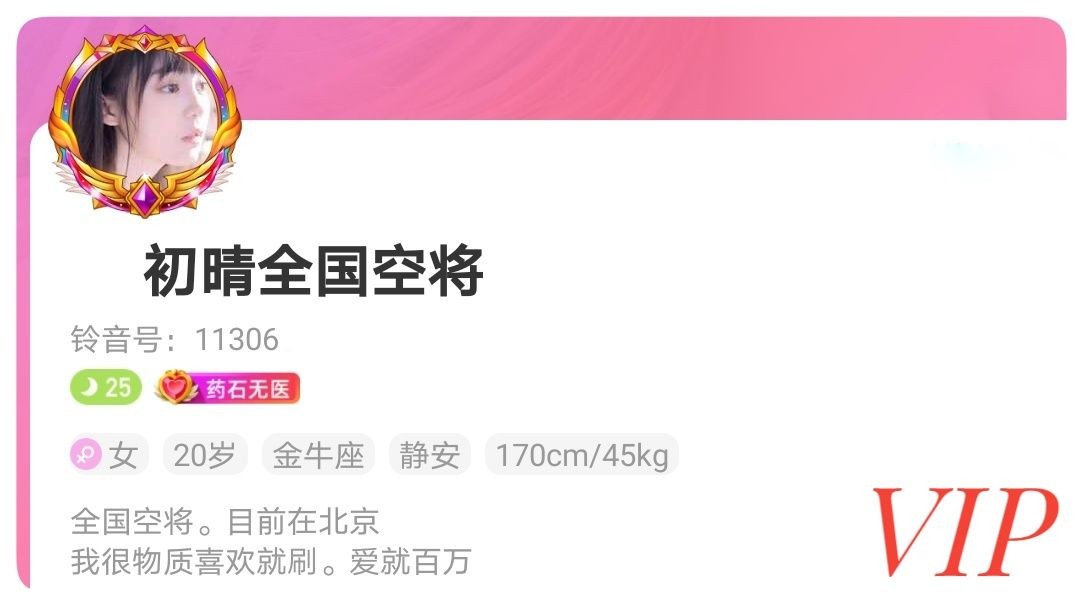 初晴全国空将
铃音号：11306
25 药石无医
女 20岁 金牛座 静安 170cm/45kg
全国空将。目前在北京
我很物质喜欢就刷。爱就百万
VIP